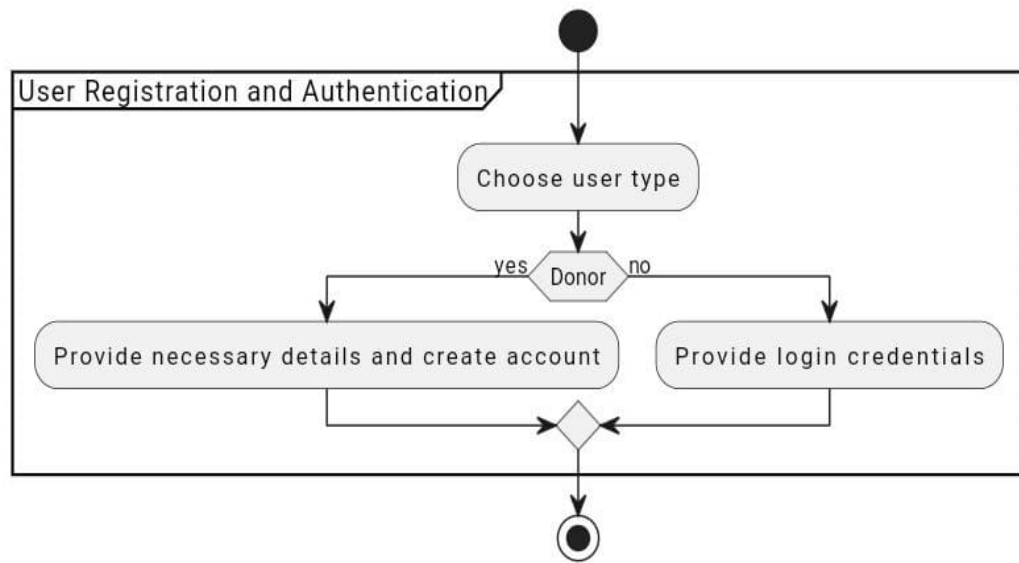 User Registration and Authentication
Choose user type
yes
Donor
no
Provide necessary details and create account
Provide login credentials